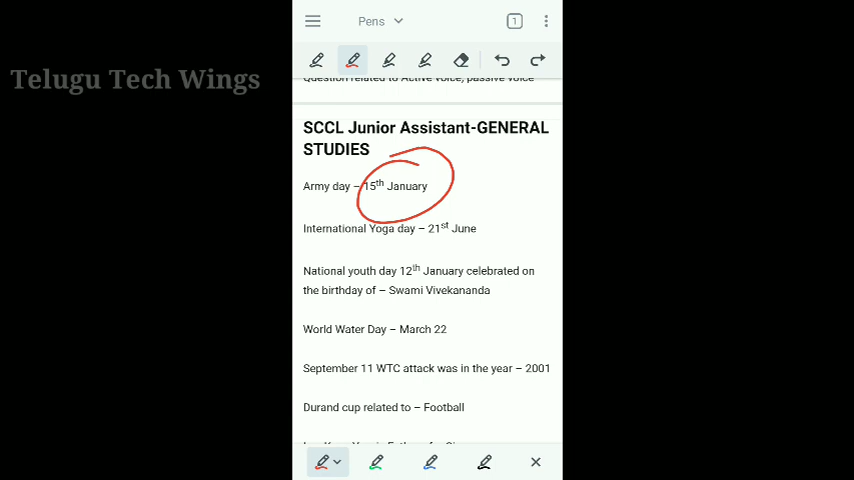 Telugu Tech Wings
Pens
1
Question related to Active voice, passive voice
SCCL Junior Assistant-GENERAL
STUDIES
Army day – 15th January
International Yoga day – 21st June
National youth day 12th January celebrated on
the birthday of – Swami Vivekananda
World Water Day – March 22
September 11 WTC attack was in the year – 2001
Durand cup related to – Football